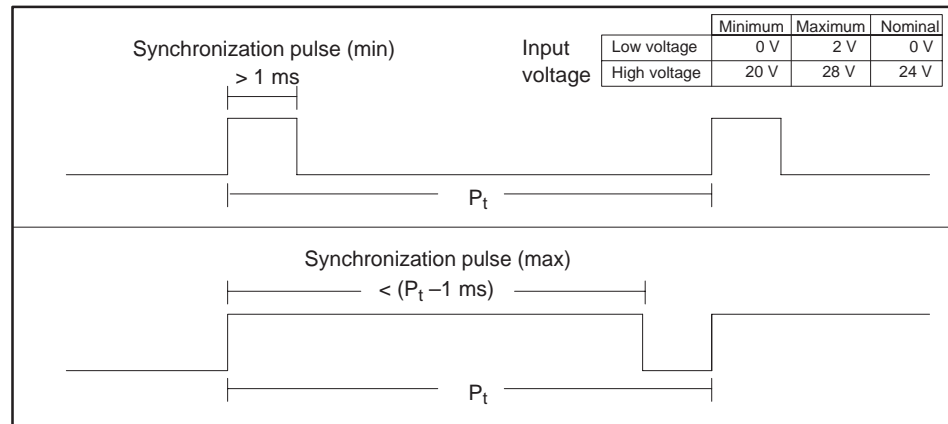 Synchronization pulse (min)
> 1 ms
Input voltage
Minimum Maximum Nominal
Low voltage 0 V 2 V 0 V
High voltage 20 V 28 V 24 V
Pt
Synchronization pulse (max)
< (Pt –1 ms)
Pt